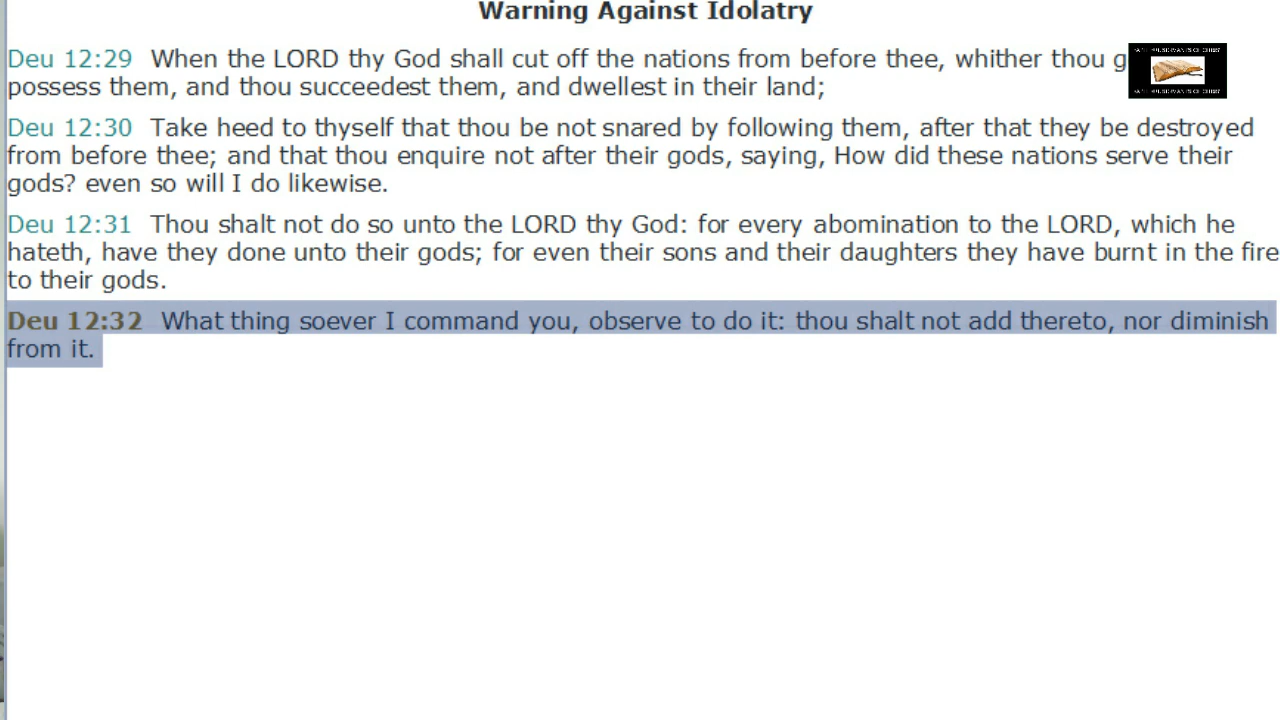 Warning Against Idolatry
Deu 12:29 When the LORD thy God shall cut off the nations from before thee, whither thou g
possess them, and thou succeedest them, and dwellest in their land;
Deu 12:30 Take heed to thyself that thou be not snared by following them, after that they be destroyed
from before thee; and that thou enquire not after their gods, saying, How did these nations serve their
gods? even so will I do likewise.
Deu 12:31 Thou shalt not do so unto the LORD thy God: for every abomination to the LORD, which he
hateth, have they done unto their gods; for even their sons and their daughters they have burnt in the fire
to their gods.
Deu 12:32 What thing soever I command you, observe to do it: thou shalt not add thereto, nor diminish
from it.